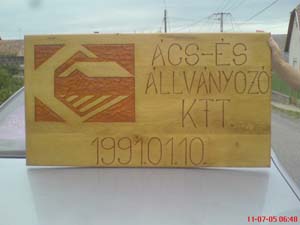 ÁCS-ÉS
ÁLLVÁNYOZÓ
KTT.
1991.01.10.
11-07-05 06:48